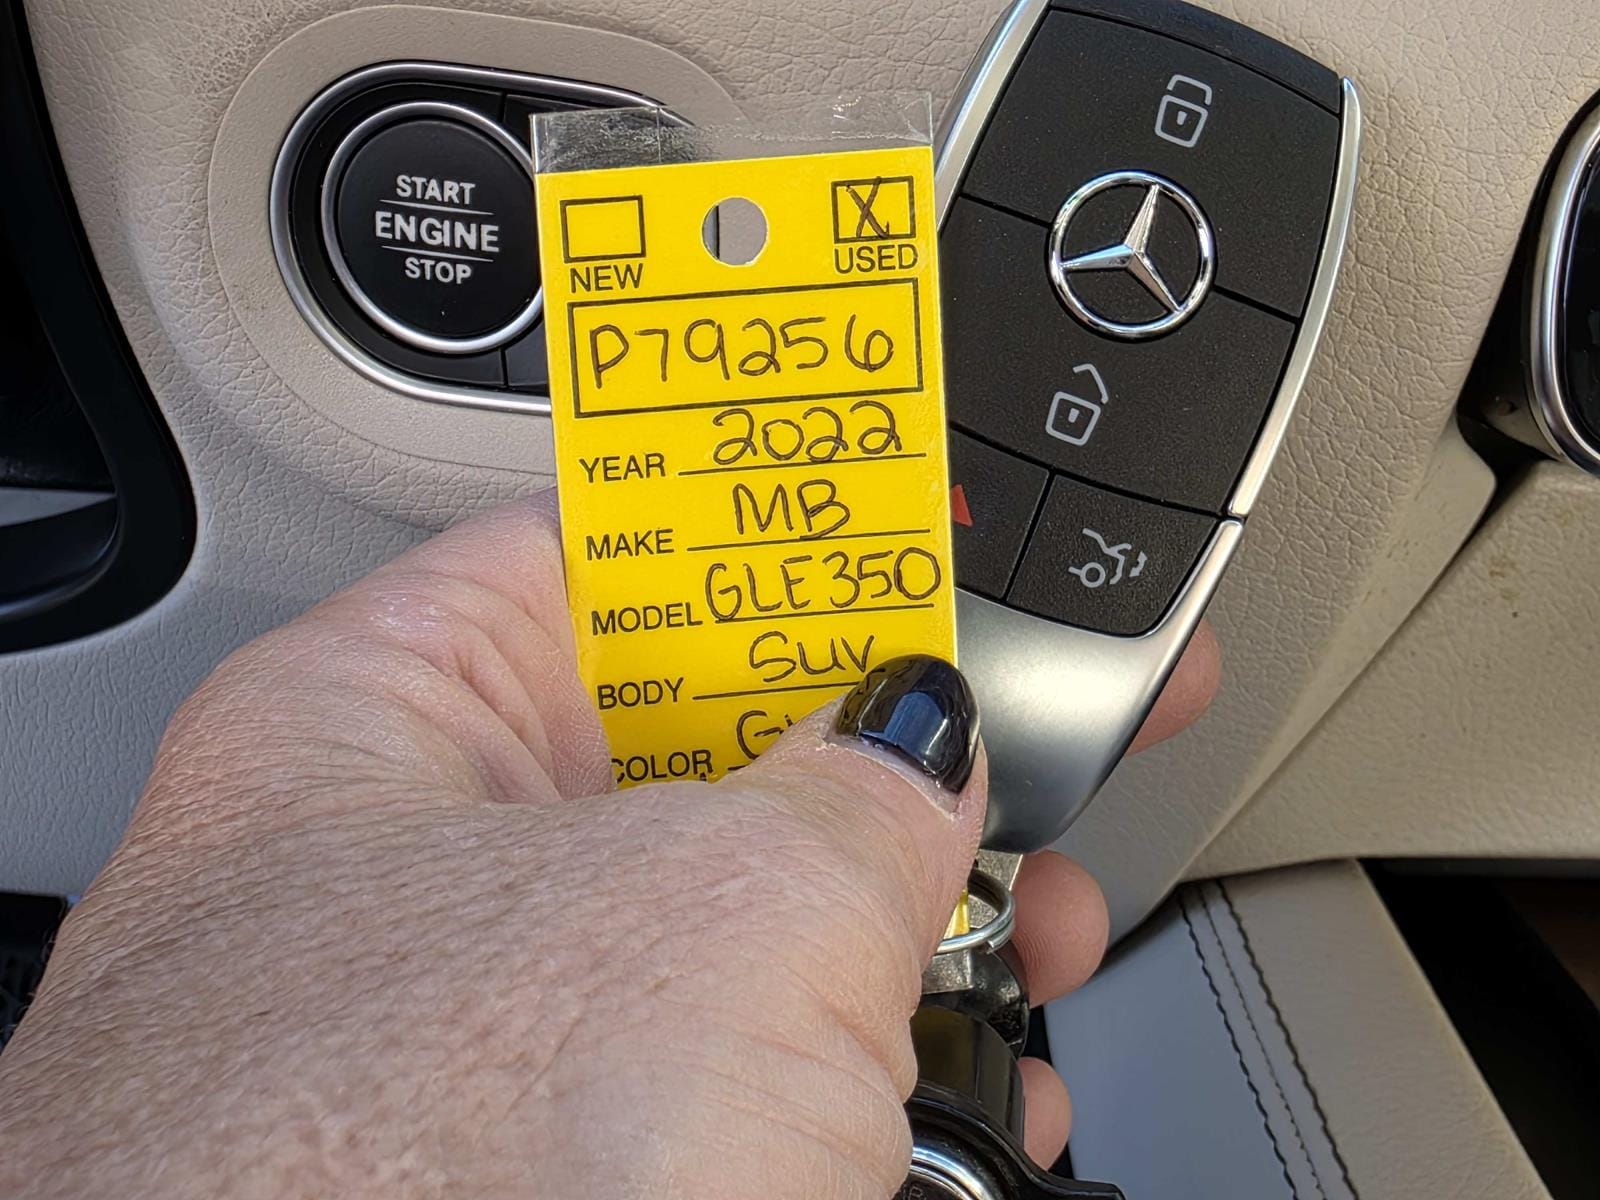 START
ENGINE
STOP
X
NEW
USED
P79256
YEAR 2022
MAKE MB
MODEL GLE350
BODY SUV
COLOR